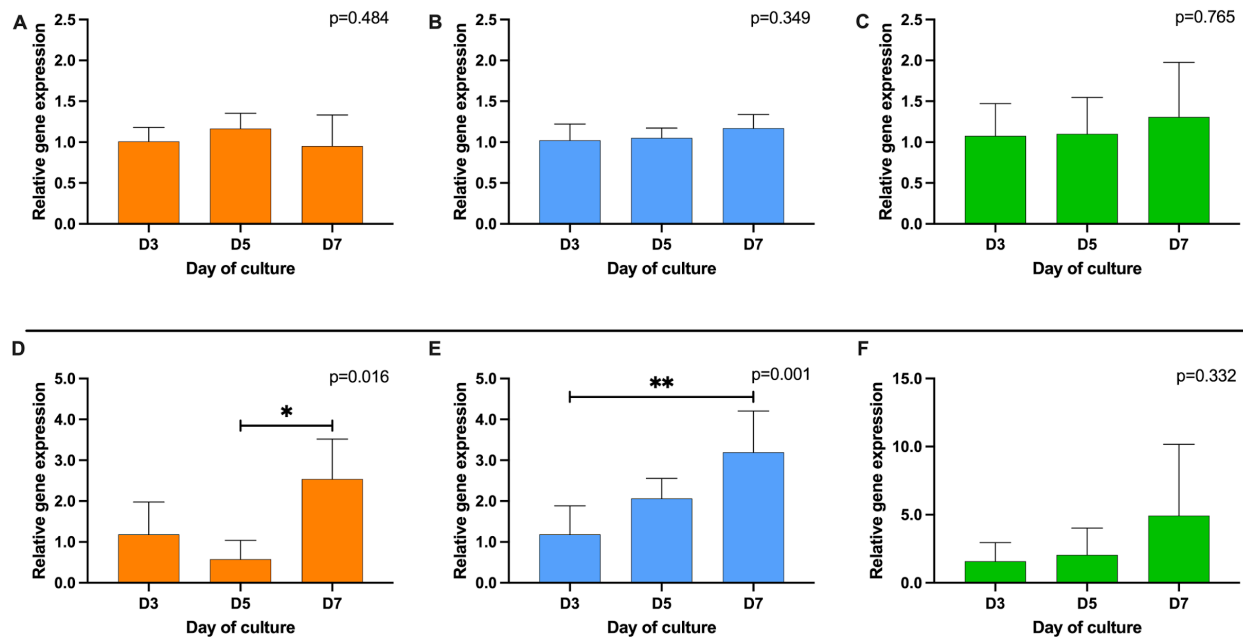 A
p=0.484
Relative gene expression
2.5
2.0
1.5
1.0
0.5
0.0
D3 D5 D7
Day of culture
B
p=0.349
Relative gene expression
2.5
2.0
1.5
1.0
0.5
0.0
D3 D5 D7
Day of culture
C
p=0.765
Relative gene expression
2.5
2.0
1.5
1.0
0.5
0.0
D3 D5 D7
Day of culture
D
p=0.016
Relative gene expression
5.0
4.0
3.0
2.0
1.0
0.0
*
D3 D5 D7
Day of culture
E
p=0.001
Relative gene expression
5.0
4.0
3.0
2.0
1.0
0.0
**
D3 D5 D7
Day of culture
F
p=0.332
Relative gene expression
15.0
10.0
5.0
0.0
D3 D5 D7
Day of culture